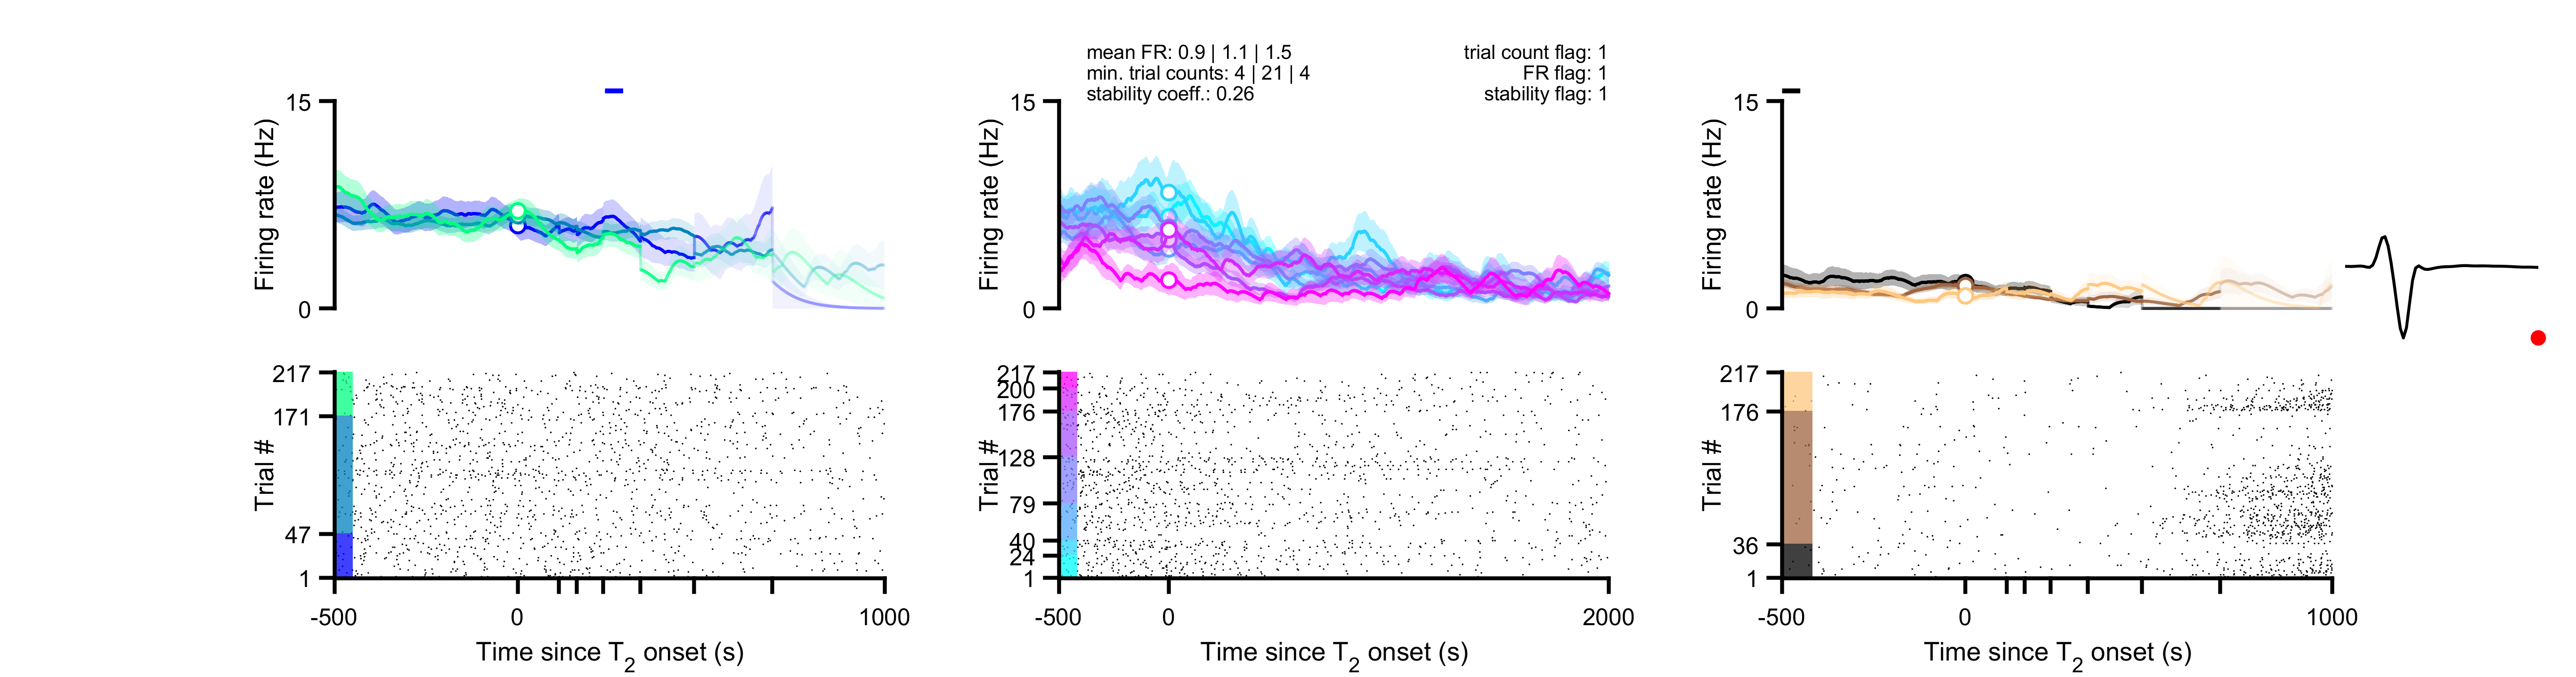 mean FR: 0.9 | 1.1 | 1.5
min. trial counts: 4 | 21 | 4
stability coeff.: 0.26
trial count flag: 1
FR flag: 1
stability flag: 1
15
0
Firing rate (Hz)
217
171
47
1
Trial #
-500
0
1000
Time since T2 onset (s)
15
0
Firing rate (Hz)
217
200
176
128
79
40
24
1
Trial #
-500
0
2000
Time since T2 onset (s)
15
0
Firing rate (Hz)
217
176
36
1
Trial #
-500
0
1000
Time since T2 onset (s)